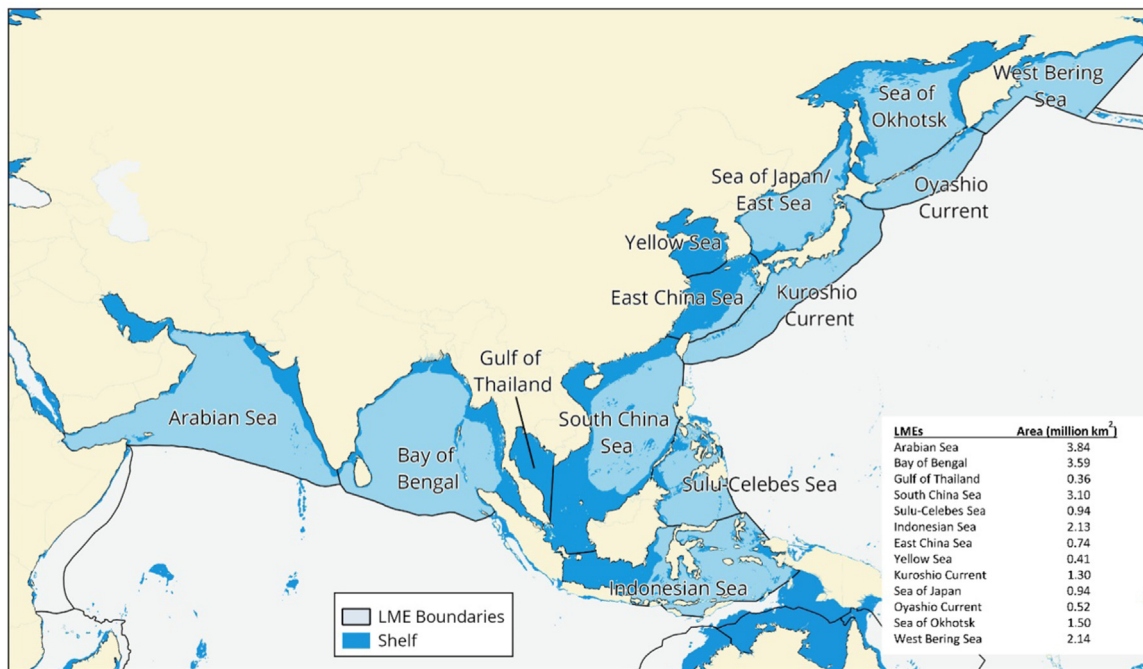 West Bering
Sea
Sea of
Okhotsk
Sea of Japan/
East Sea
Oyashio
Current
Yellow Sea
East China Sea
Kuroshio
Current
Gulf of
Thailand
Arabian Sea
Bay of
Bengal
South China
Sea
Sulu-Celebes Sea
Indonesian Sea
LME Boundaries
Shelf
LMEs Area (million km²)
Arabian Sea 3.84
Bay of Bengal 3.59
Gulf of Thailand 0.36
South China Sea 3.10
Sulu-Celebes Sea 0.94
Indonesian Sea 2.13
East China Sea 0.74
Yellow Sea 0.41
Kuroshio Current 1.30
Sea of Japan 0.94
Oyashio Current 0.52
Sea of Okhotsk 1.50
West Bering Sea 2.14